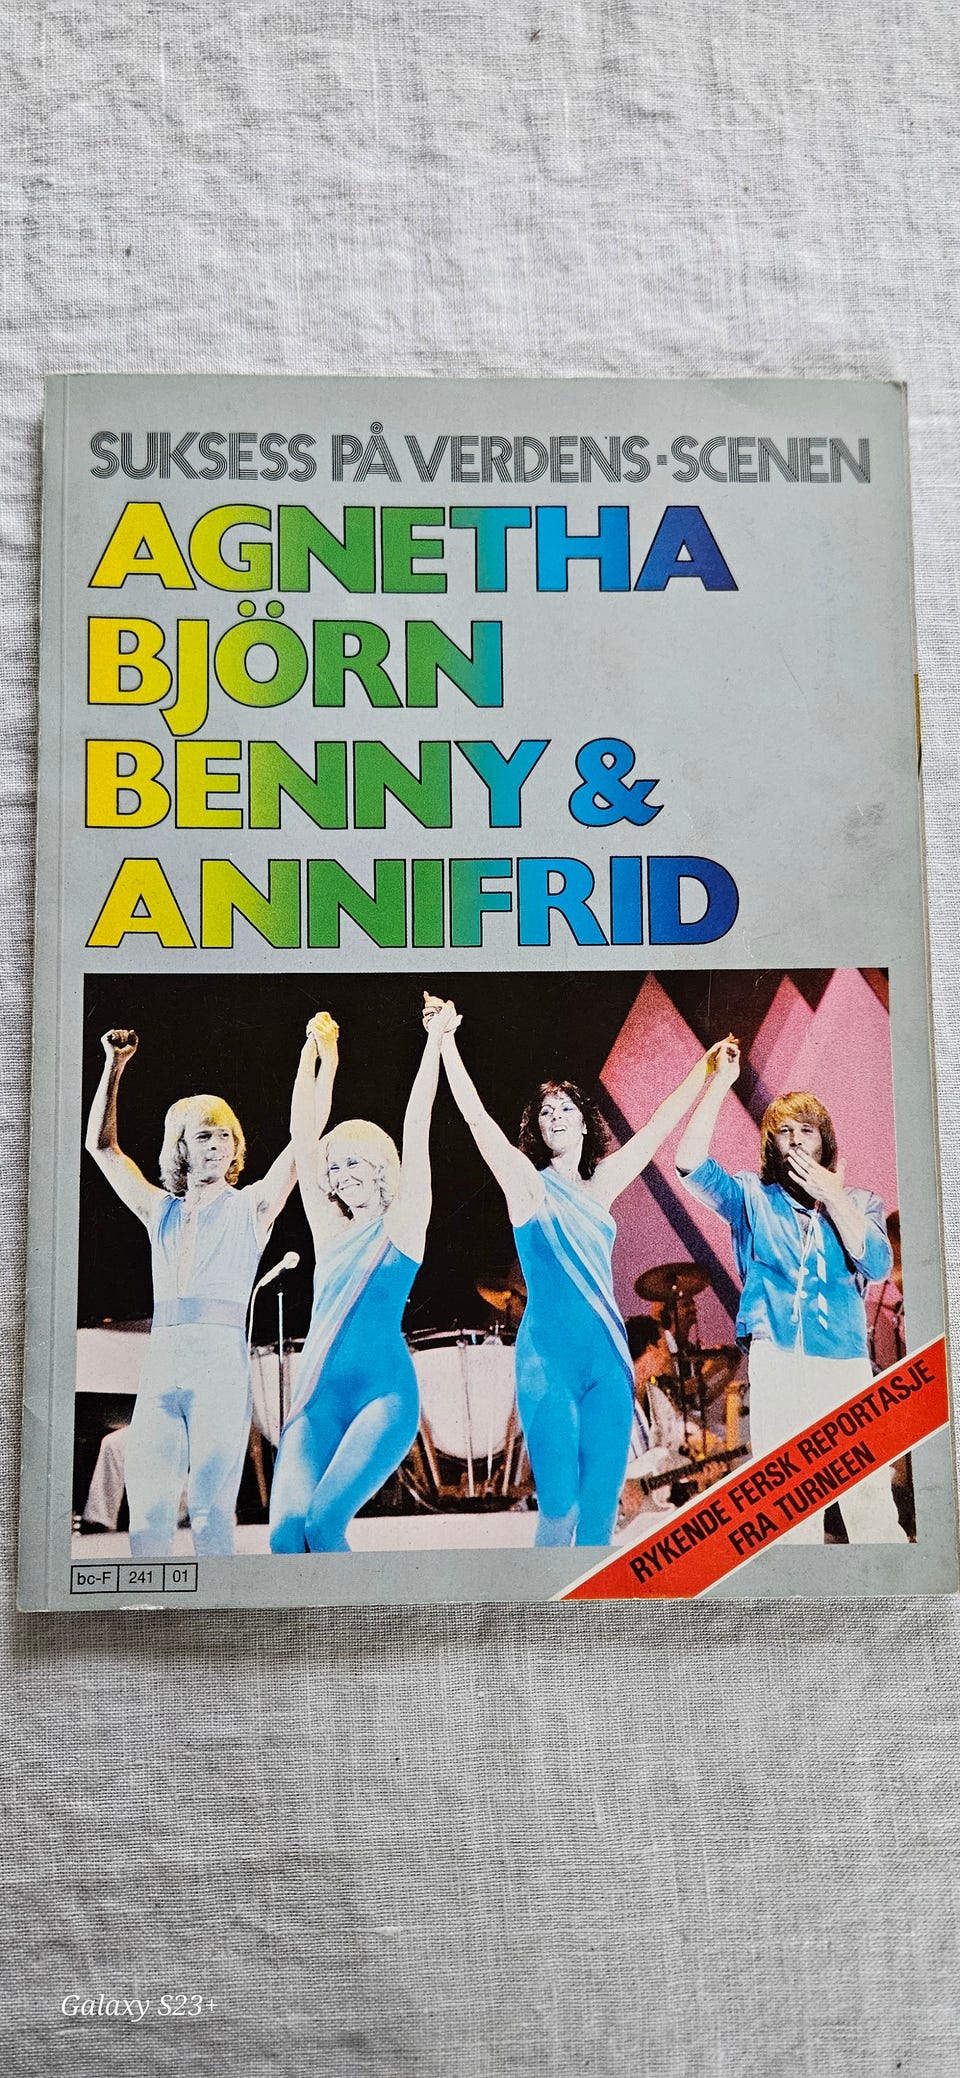 SUKSESS PÅ VERDENS-SCENEN
AGNETHA
BJÖRN
BENNY &
ANNIFRID
RYKENDE FERSK REPORTASJE
FRA TURNEEN
bc-F 241 01
Galaxy S23+